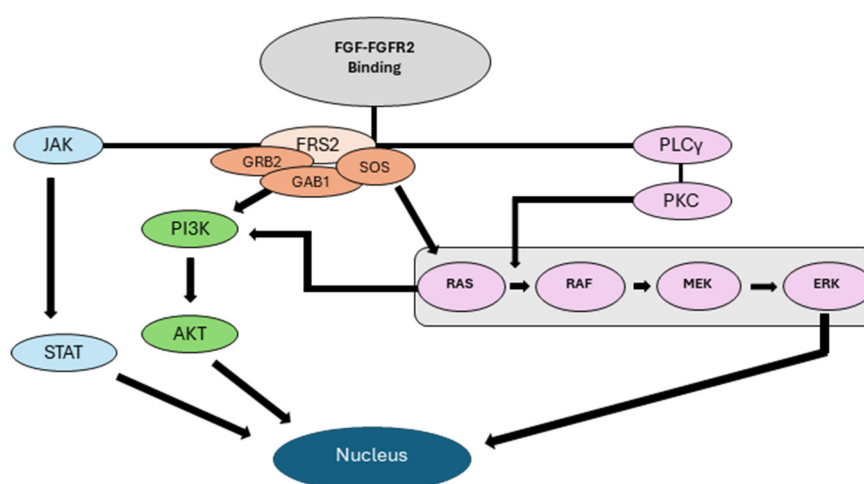 FGF-FGFR2
Binding
JAK
FRS2
PLCγ
GRB2
SOS
GAB1
PKC
PI3K
RAS
RAF
MEK
ERK
AKT
STAT
Nucleus